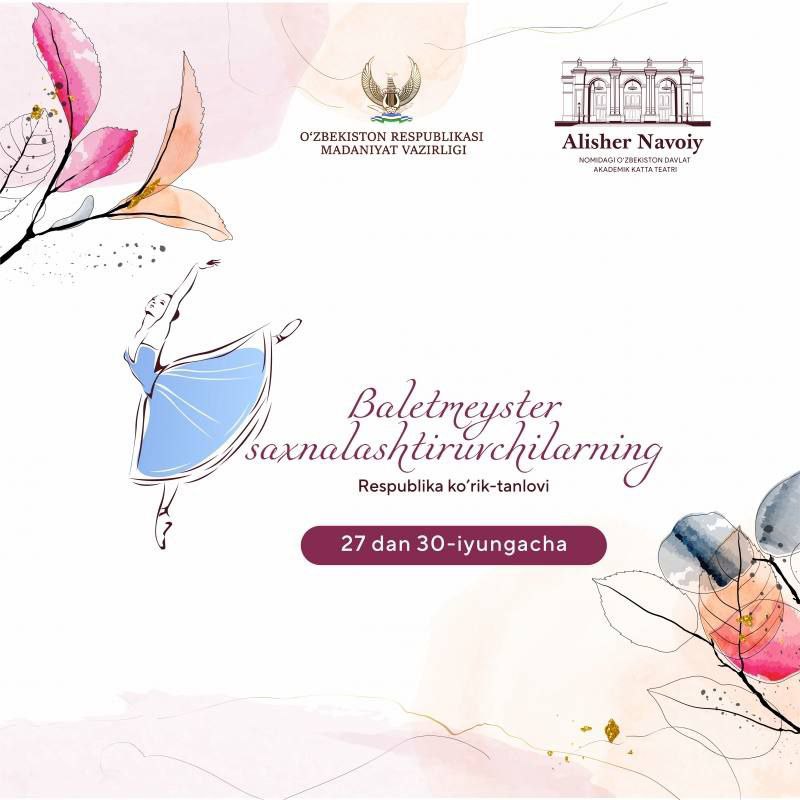 O‘ZBEKISTON RESPUBLIKASI
MADANIYAT VAZIRLIGI
Alisher Navoiy
NOMIDAGI O‘ZBEKISTON DAVLAT
AKADEMIK KATTA TEATRI
Baletmeyster
saxnalashtiruvchilarning
Respublika ko‘rik-tanlovi
27 dan 30-iyungacha